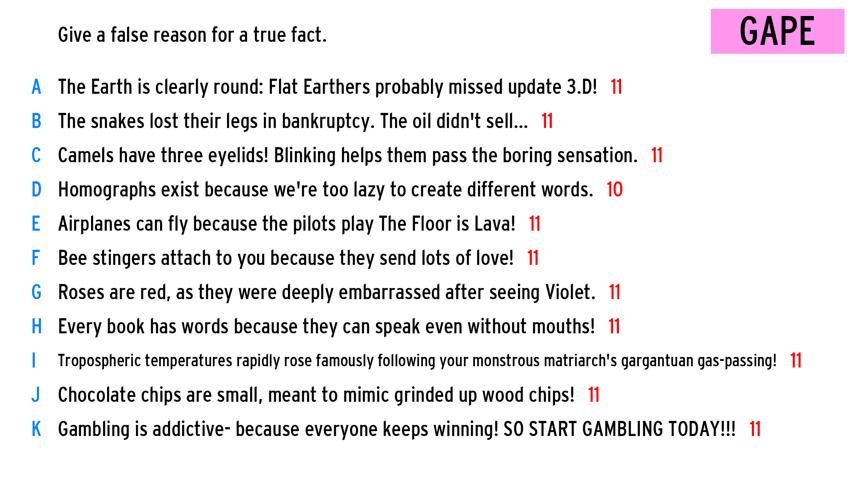 Give a false reason for a true fact.
GAPE
A The Earth is clearly round: Flat Earthers probably missed update 3.D! 11
B The snakes lost their legs in bankruptcy. The oil didn't sell... 11
C Camels have three eyelids! Blinking helps them pass the boring sensation. 11
D Homographs exist because we're too lazy to create different words. 10
E Airplanes can fly because the pilots play The Floor is Lava! 11
F Bee stingers attach to you because they send lots of love! 11
G Roses are red, as they were deeply embarrassed after seeing Violet. 11
H Every book has words because they can speak even without mouths! 11
I Tropospheric temperatures rapidly rose famously following your monstrous matriarch's gargantuan gas-passing! 11
J Chocolate chips are small, meant to mimic grinded up wood chips! 11
K Gambling is addictive- because everyone keeps winning! SO START GAMBLING TODAY!!! 11